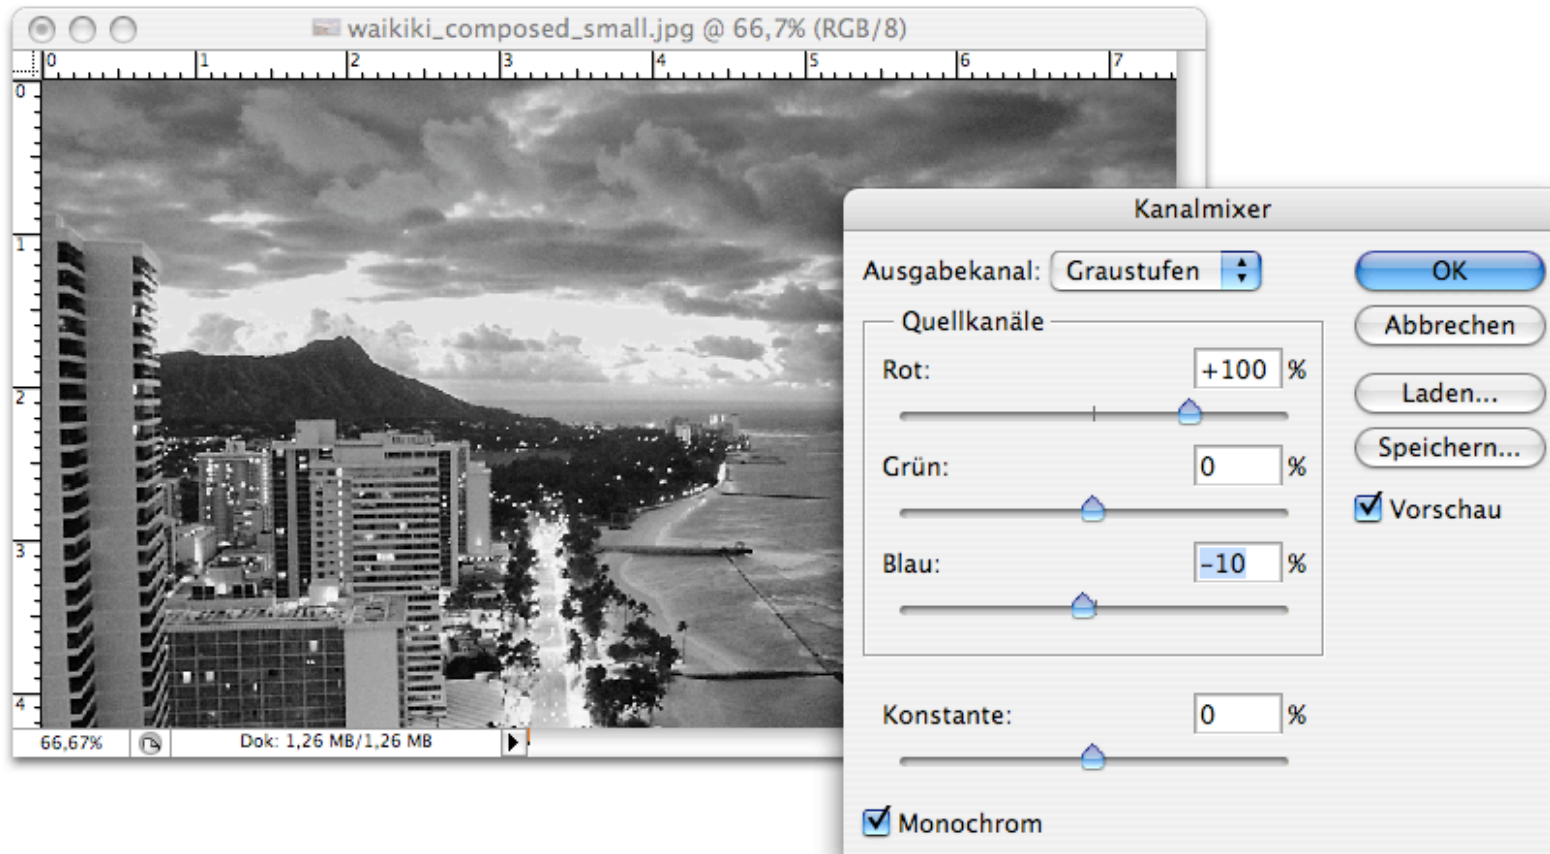 waikiki_composed_small.jpg @ 66,7% (RGB/8)
0 1 2 3 4 5 6 7
0
1
2
3
4
66,67%
Dok: 1,26 MB/1,26 MB
Kanalmixer
Ausgabekanal: Graustufen
OK
Quellkanäle
Abbrechen
Rot: +100 %
Laden...
Grün: 0 %
Speichern...
Vorschau
Blau: −10 %
Konstante: 0 %
Monochrom